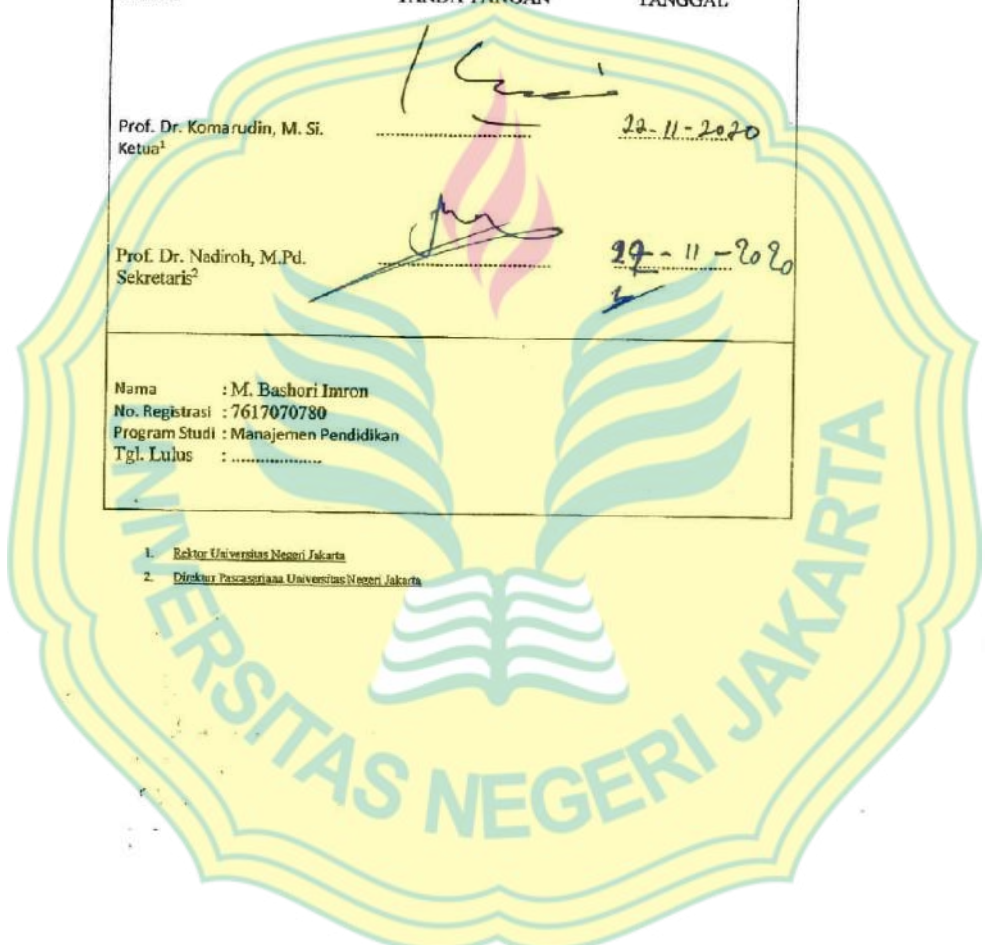 TANDA TANGAN TANGGAL
Prof. Dr. Komarudin, M. Si. .............................. 22-11-2020
Ketua¹
Prof. Dr. Nadiroh, M.Pd. .............................. - 11 - 2020
Sekretaris²
Nama : M. Bashori Imron
No. Registrasi : 7617070780
Program Studi : Manajemen Pendidikan
Tgl. Lulus : ....................
1. Rektor Universitas Negeri Jakarta
2. Direktur Pascasarjana Universitas Negeri Jakarta
UNIVERSITAS NEGERI JAKARTA